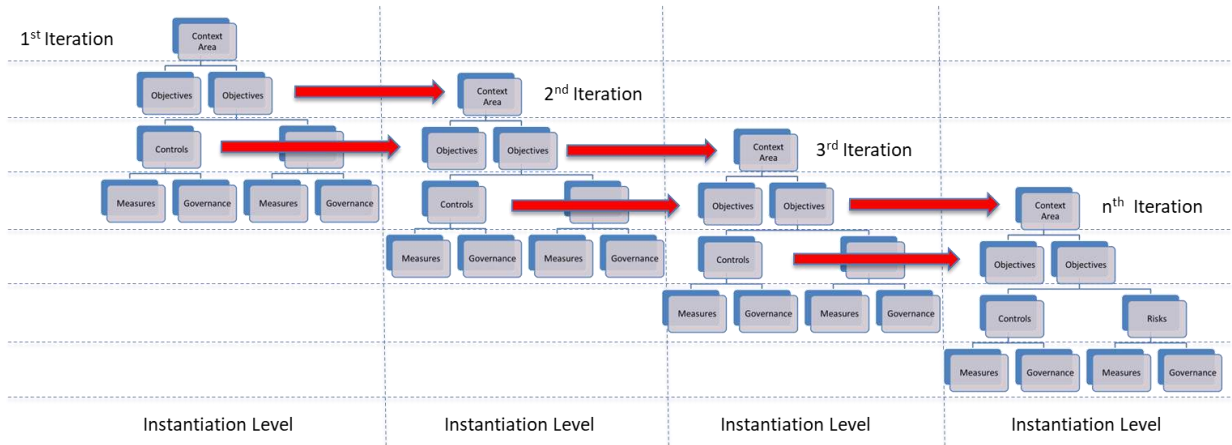 1st Iteration
Context
Area
Objectives
Objectives
Controls
Measures
Governance
Measures
Governance
2nd Iteration
Context
Area
Objectives
Objectives
Controls
Measures
Governance
Measures
Governance
3rd Iteration
Context
Area
Objectives
Objectives
Controls
Measures
Governance
Measures
Governance
nth Iteration
Context
Area
Objectives
Objectives
Controls
Risks
Measures
Governance
Measures
Governance
Instantiation Level
Instantiation Level
Instantiation Level
Instantiation Level